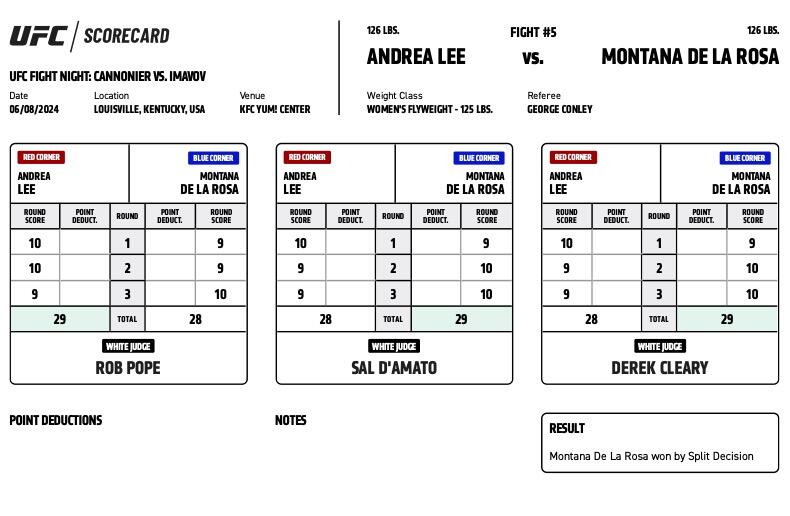 UFC SCORECARD
UFC FIGHT NIGHT: CANNONIER VS. IMAVOV
Date Location Venue
06/08/2024 LOUISVILLE, KENTUCKY, USA KFC YUM! CENTER
126 LBS. FIGHT #5 126 LBS.
ANDREA LEE vs. MONTANA DE LA ROSA
Weight Class Referee
WOMEN'S FLYWEIGHT - 125 LBS. GEORGE CONLEY
RED CORNER BLUE CORNER
ANDREA MONTANA
LEE DE LA ROSA
ROUND SCORE POINT DEDUCT. ROUND POINT DEDUCT. ROUND SCORE
10 1 9
10 2 9
9 3 10
29 TOTAL 28
WHITE JUDGE
ROB POPE
RED CORNER BLUE CORNER
ANDREA MONTANA
LEE DE LA ROSA
ROUND SCORE POINT DEDUCT. ROUND POINT DEDUCT. ROUND SCORE
10 1 9
9 2 10
9 3 10
28 TOTAL 29
WHITE JUDGE
SAL D'AMATO
RED CORNER BLUE CORNER
ANDREA MONTANA
LEE DE LA ROSA
ROUND SCORE POINT DEDUCT. ROUND POINT DEDUCT. ROUND SCORE
10 1 9
9 2 10
9 3 10
28 TOTAL 29
WHITE JUDGE
DEREK CLEARY
POINT DEDUCTIONS
NOTES
RESULT
Montana De La Rosa won by Split Decision